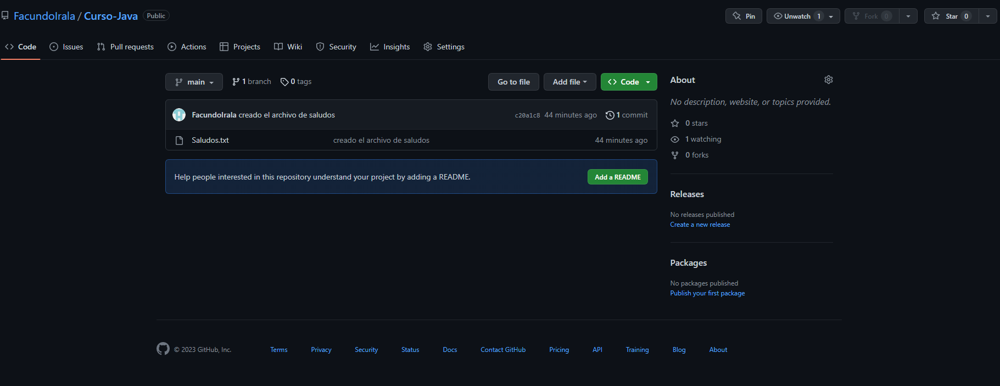 FacundoIrala / Curso-Java Public
Pin Unwatch 1 Fork 0 Star 0
Code Issues Pull requests Actions Projects Wiki Security Insights Settings
main 1 branch 0 tags Go to file Add file Code
FacundoIrala creado el archivo de saludos c20a1c8 44 minutes ago 1 commit
Saludos.txt creado el archivo de saludos 44 minutes ago
Help people interested in this repository understand your project by adding a README. Add a README
About
No description, website, or topics provided.
0 stars
1 watching
0 forks
Releases
No releases published
Create a new release
Packages
No packages published
Publish your first package
© 2023 GitHub, Inc. Terms Privacy Security Status Docs Contact GitHub Pricing API Training Blog About